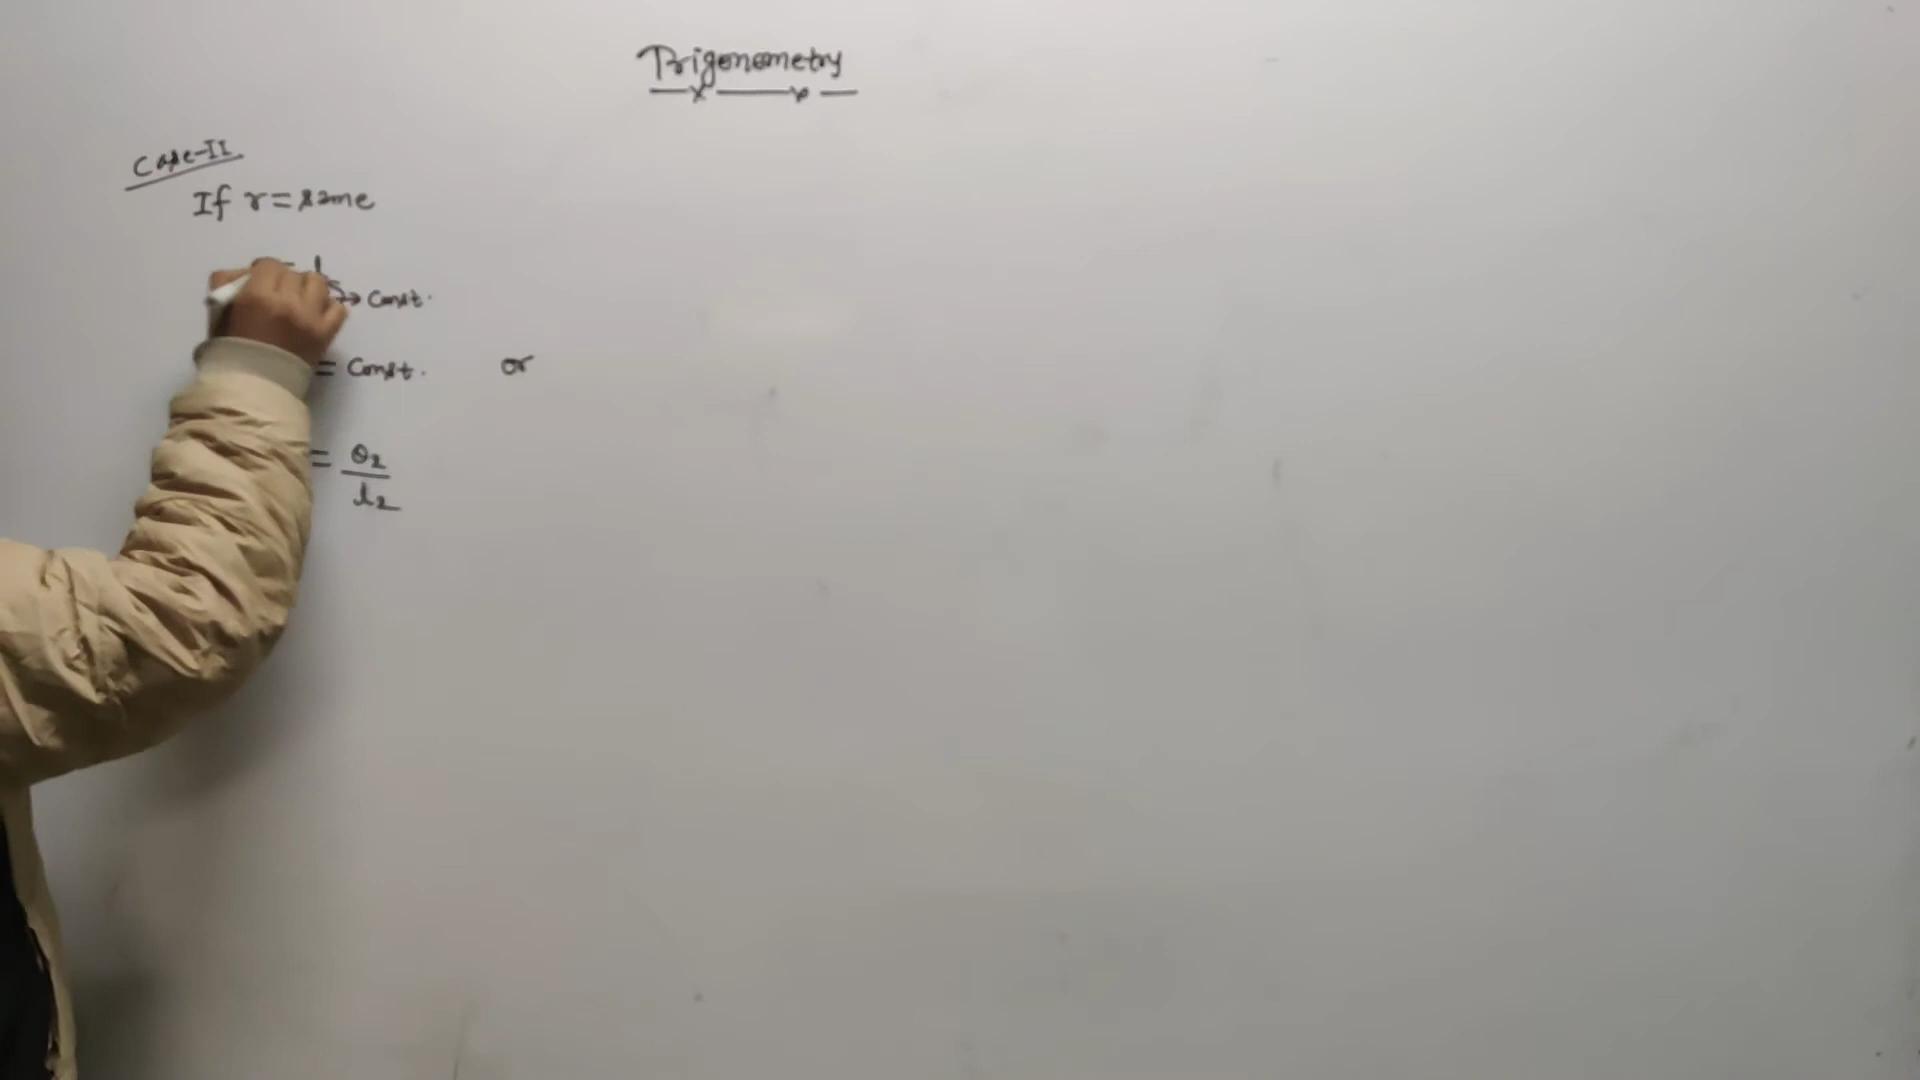 Trigonometry
Case-II
If r = same
= l → Const.
= Const. or
= θ₂/l₂